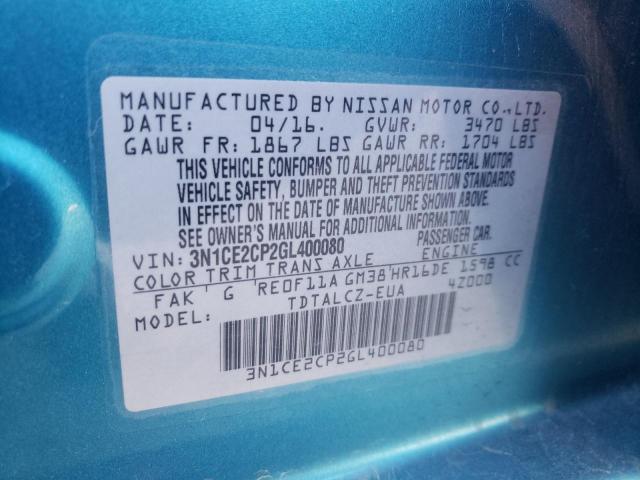 MANUFACTURED BY NISSAN MOTOR CO.,LTD.
DATE: 04/16. GVWR: 3470 LBS
GAWR FR: 1867 LBS GAWR RR: 1704 LBS
THIS VEHICLE CONFORMS TO ALL APPLICABLE FEDERAL MOTOR
VEHICLE SAFETY, BUMPER AND THEFT PREVENTION STANDARDS
IN EFFECT ON THE DATE OF MANUFACTURE SHOWN ABOVE.
SEE OWNER'S MANUAL FOR ADDITIONAL INFORMATION.
VIN: 3N1CE2CP2GL400080 PASSENGER CAR.
COLOR TRIM TRANS AXLE ENGINE
FAK ' G ' RE0F11A GM38'HR16DE 1598 CC
MODEL: TDTALCZ-EUA 4Z000
3N1CE2CP2GL400080